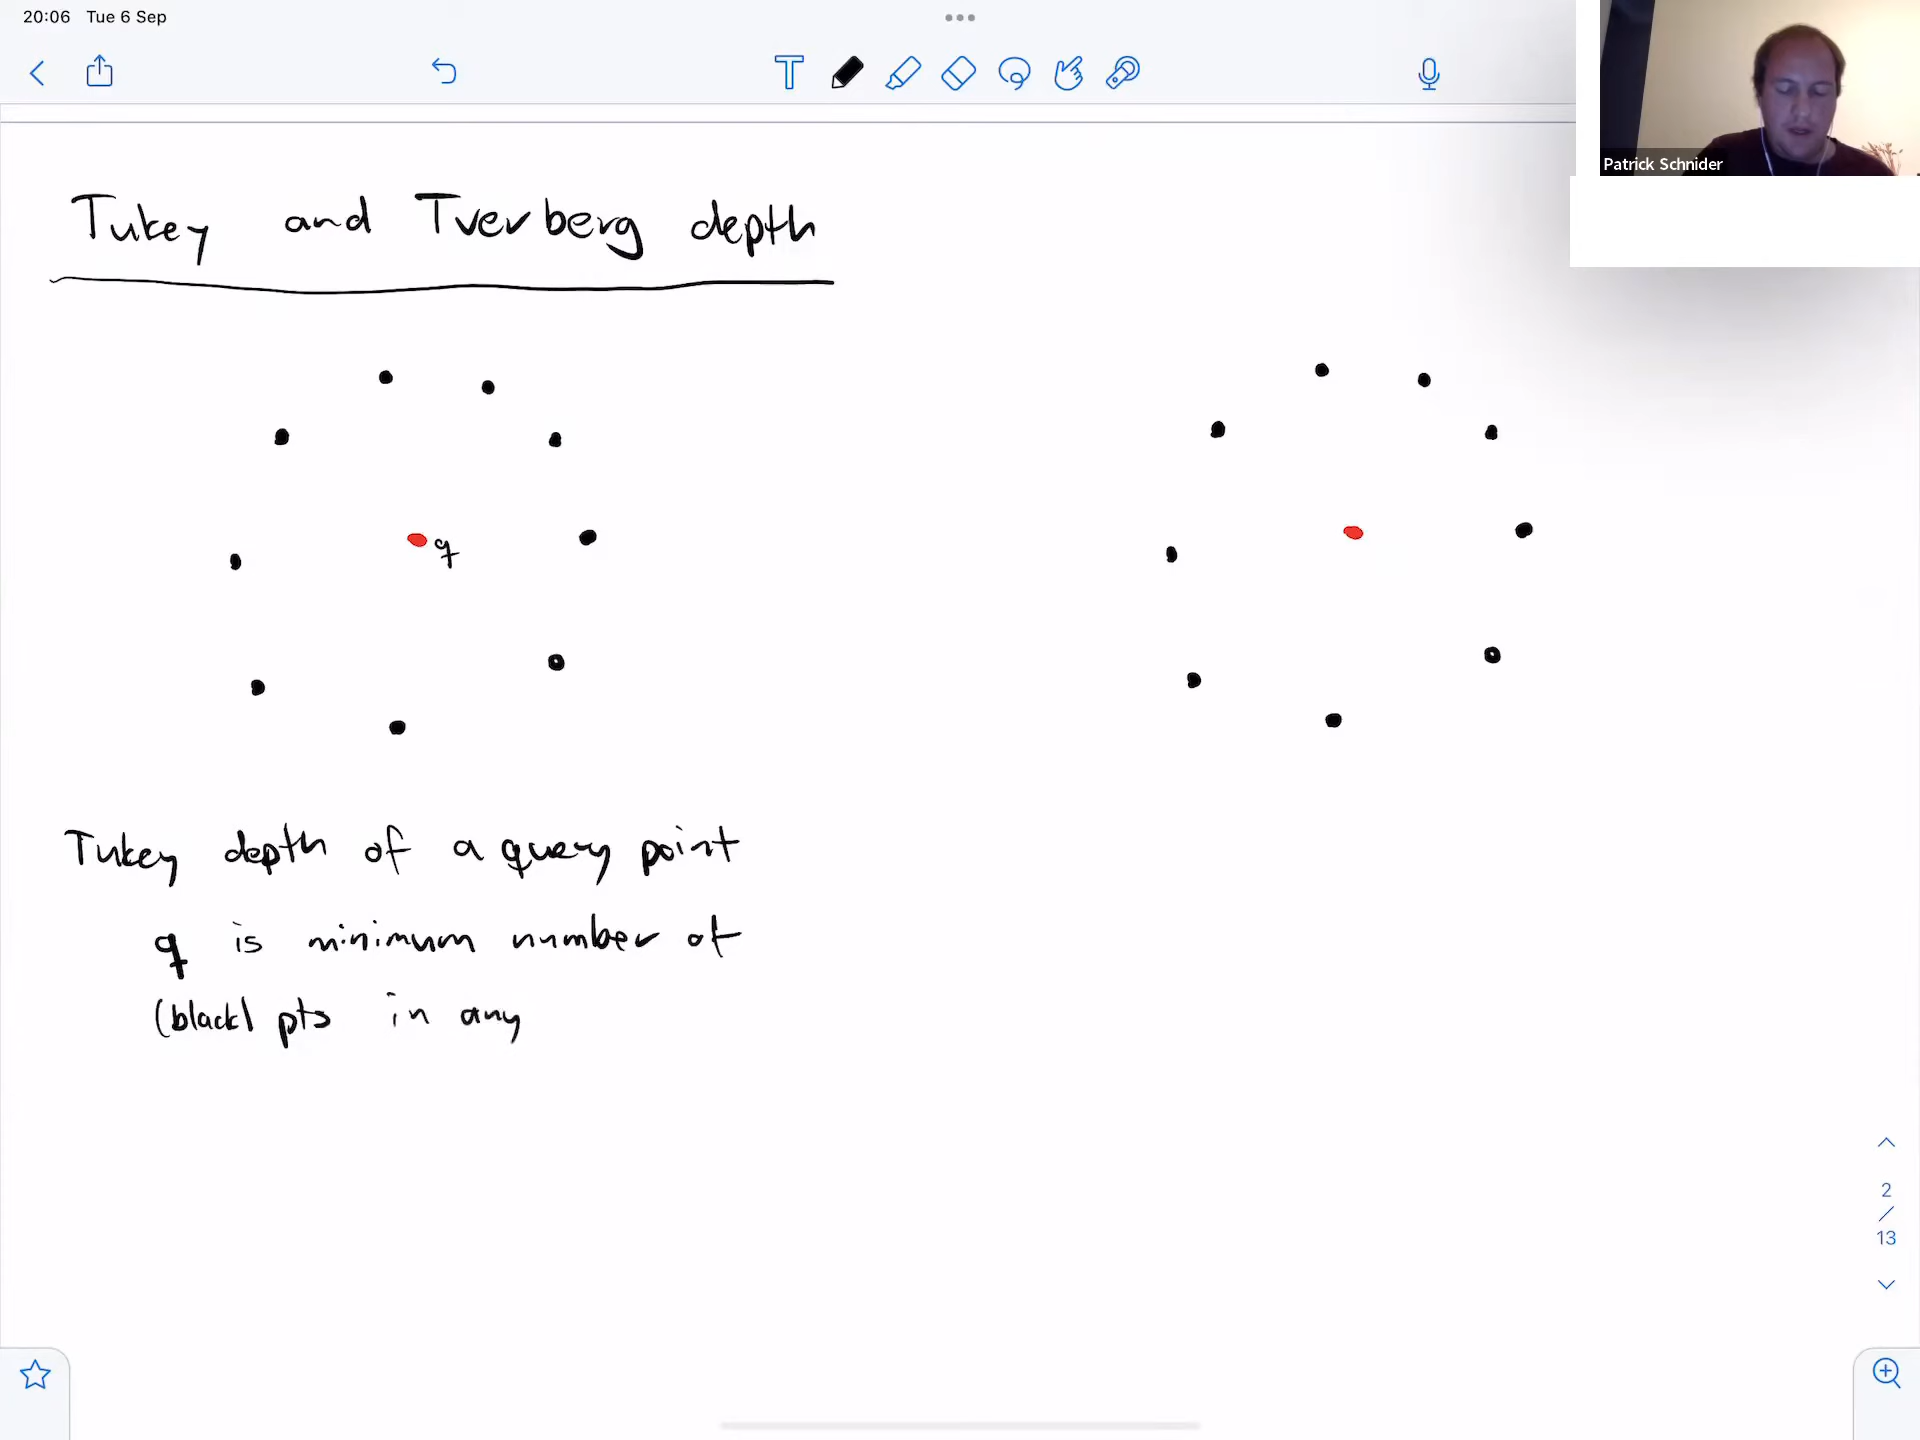 20:06 Tue 6 Sep
Patrick Schnider
Tukey and Tverberg depth
q
Tukey depth of a query point
q is minimum number of
(black) pts in any
2
/
13